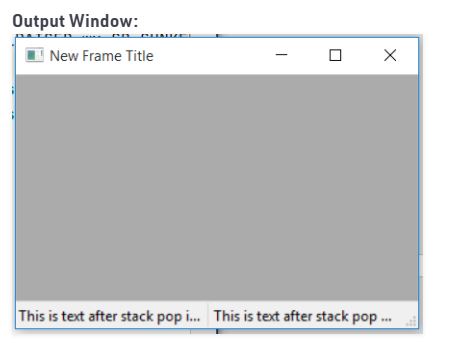 Output Window:
New Frame Title
This is text after stack pop i... This is text after stack pop ...